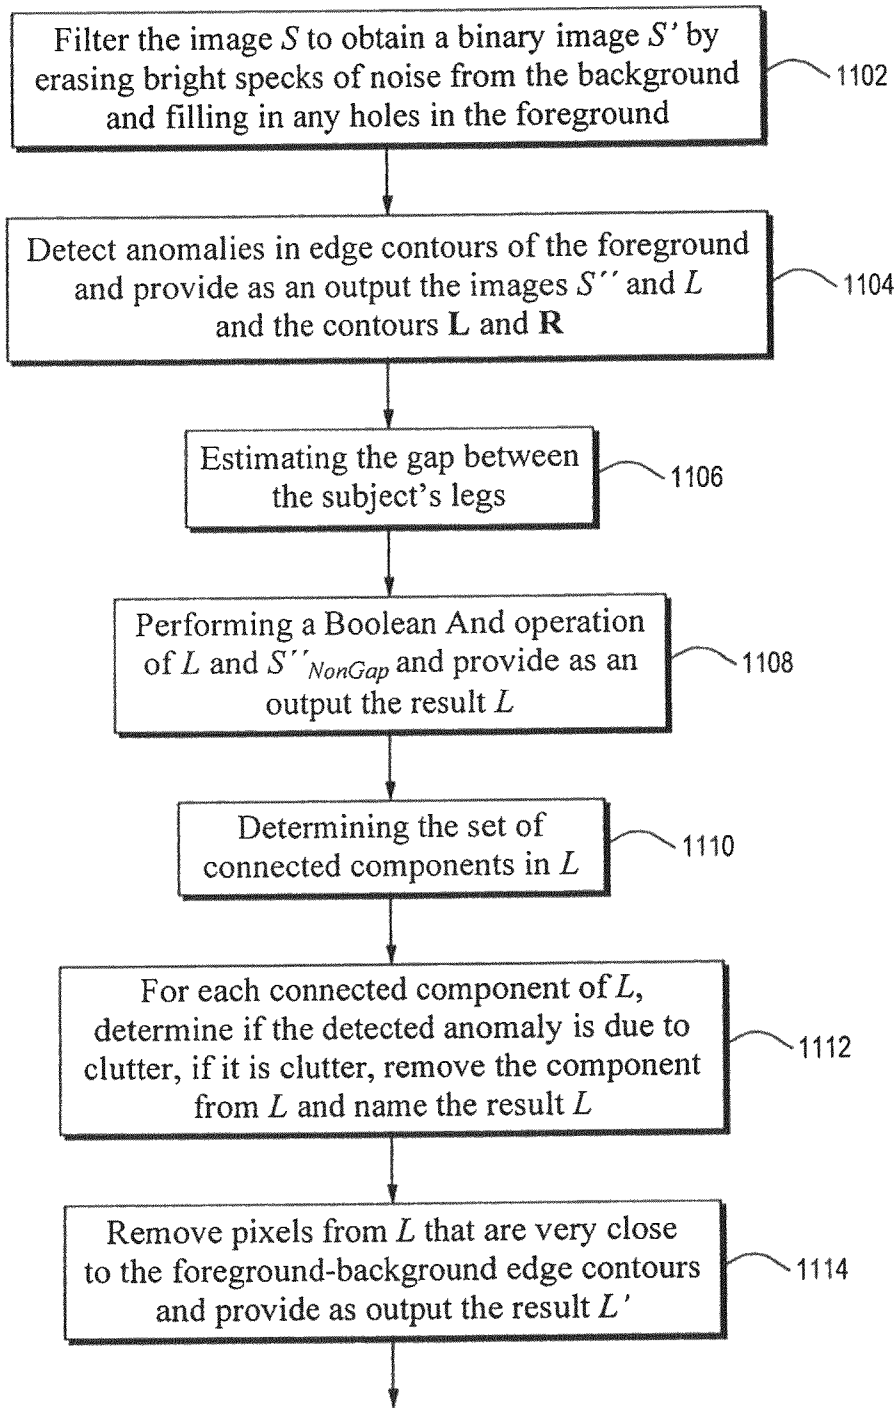 Filter the image S to obtain a binary image S' by
erasing bright specks of noise from the background
and filling in any holes in the foreground
1102
Detect anomalies in edge contours of the foreground
and provide as an output the images S´´ and L
and the contours L and R
1104
Estimating the gap between
the subject's legs
1106
Performing a Boolean And operation
of L and S´´NonGap and provide as an
output the result L
1108
Determining the set of
connected components in L
1110
For each connected component of L,
determine if the detected anomaly is due to
clutter, if it is clutter, remove the component
from L and name the result L
1112
Remove pixels from L that are very close
to the foreground-background edge contours
and provide as output the result L'
1114